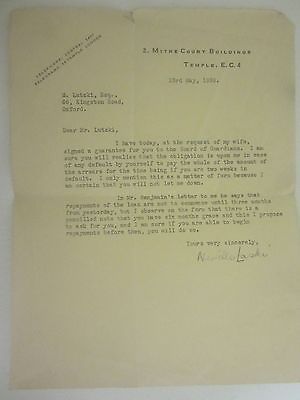 2. MITRE COURT BUILDINGS
TEMPLE, E.C.4
23rd May, 1939.
S. Lutzki, Esq.,
60, Kingston Road,
Oxford.
Dear Mr. Lutzki,
I have today, at the request of my wife,
signed a guarantee for you to the Board of Guardians. I
am sure you will realise that the obligation is upon me in case
of any default by yourself to pay the whole of the amount of
the arrears for the time being if you are two weeks in
default. I only mention this as a matter of form because I
am certain that you will not let me down.
In Mr. Benjamin's letter to me he says that
repayments of the loan are not to commence until three months
from yesterday, but I observe on the form that there is a
pencilled note that you have six months grace and this I propose
to ask for you, and I am sure if you are able to begin
repayments before then, you will do so.
Yours very sincerely,
Neville Laski